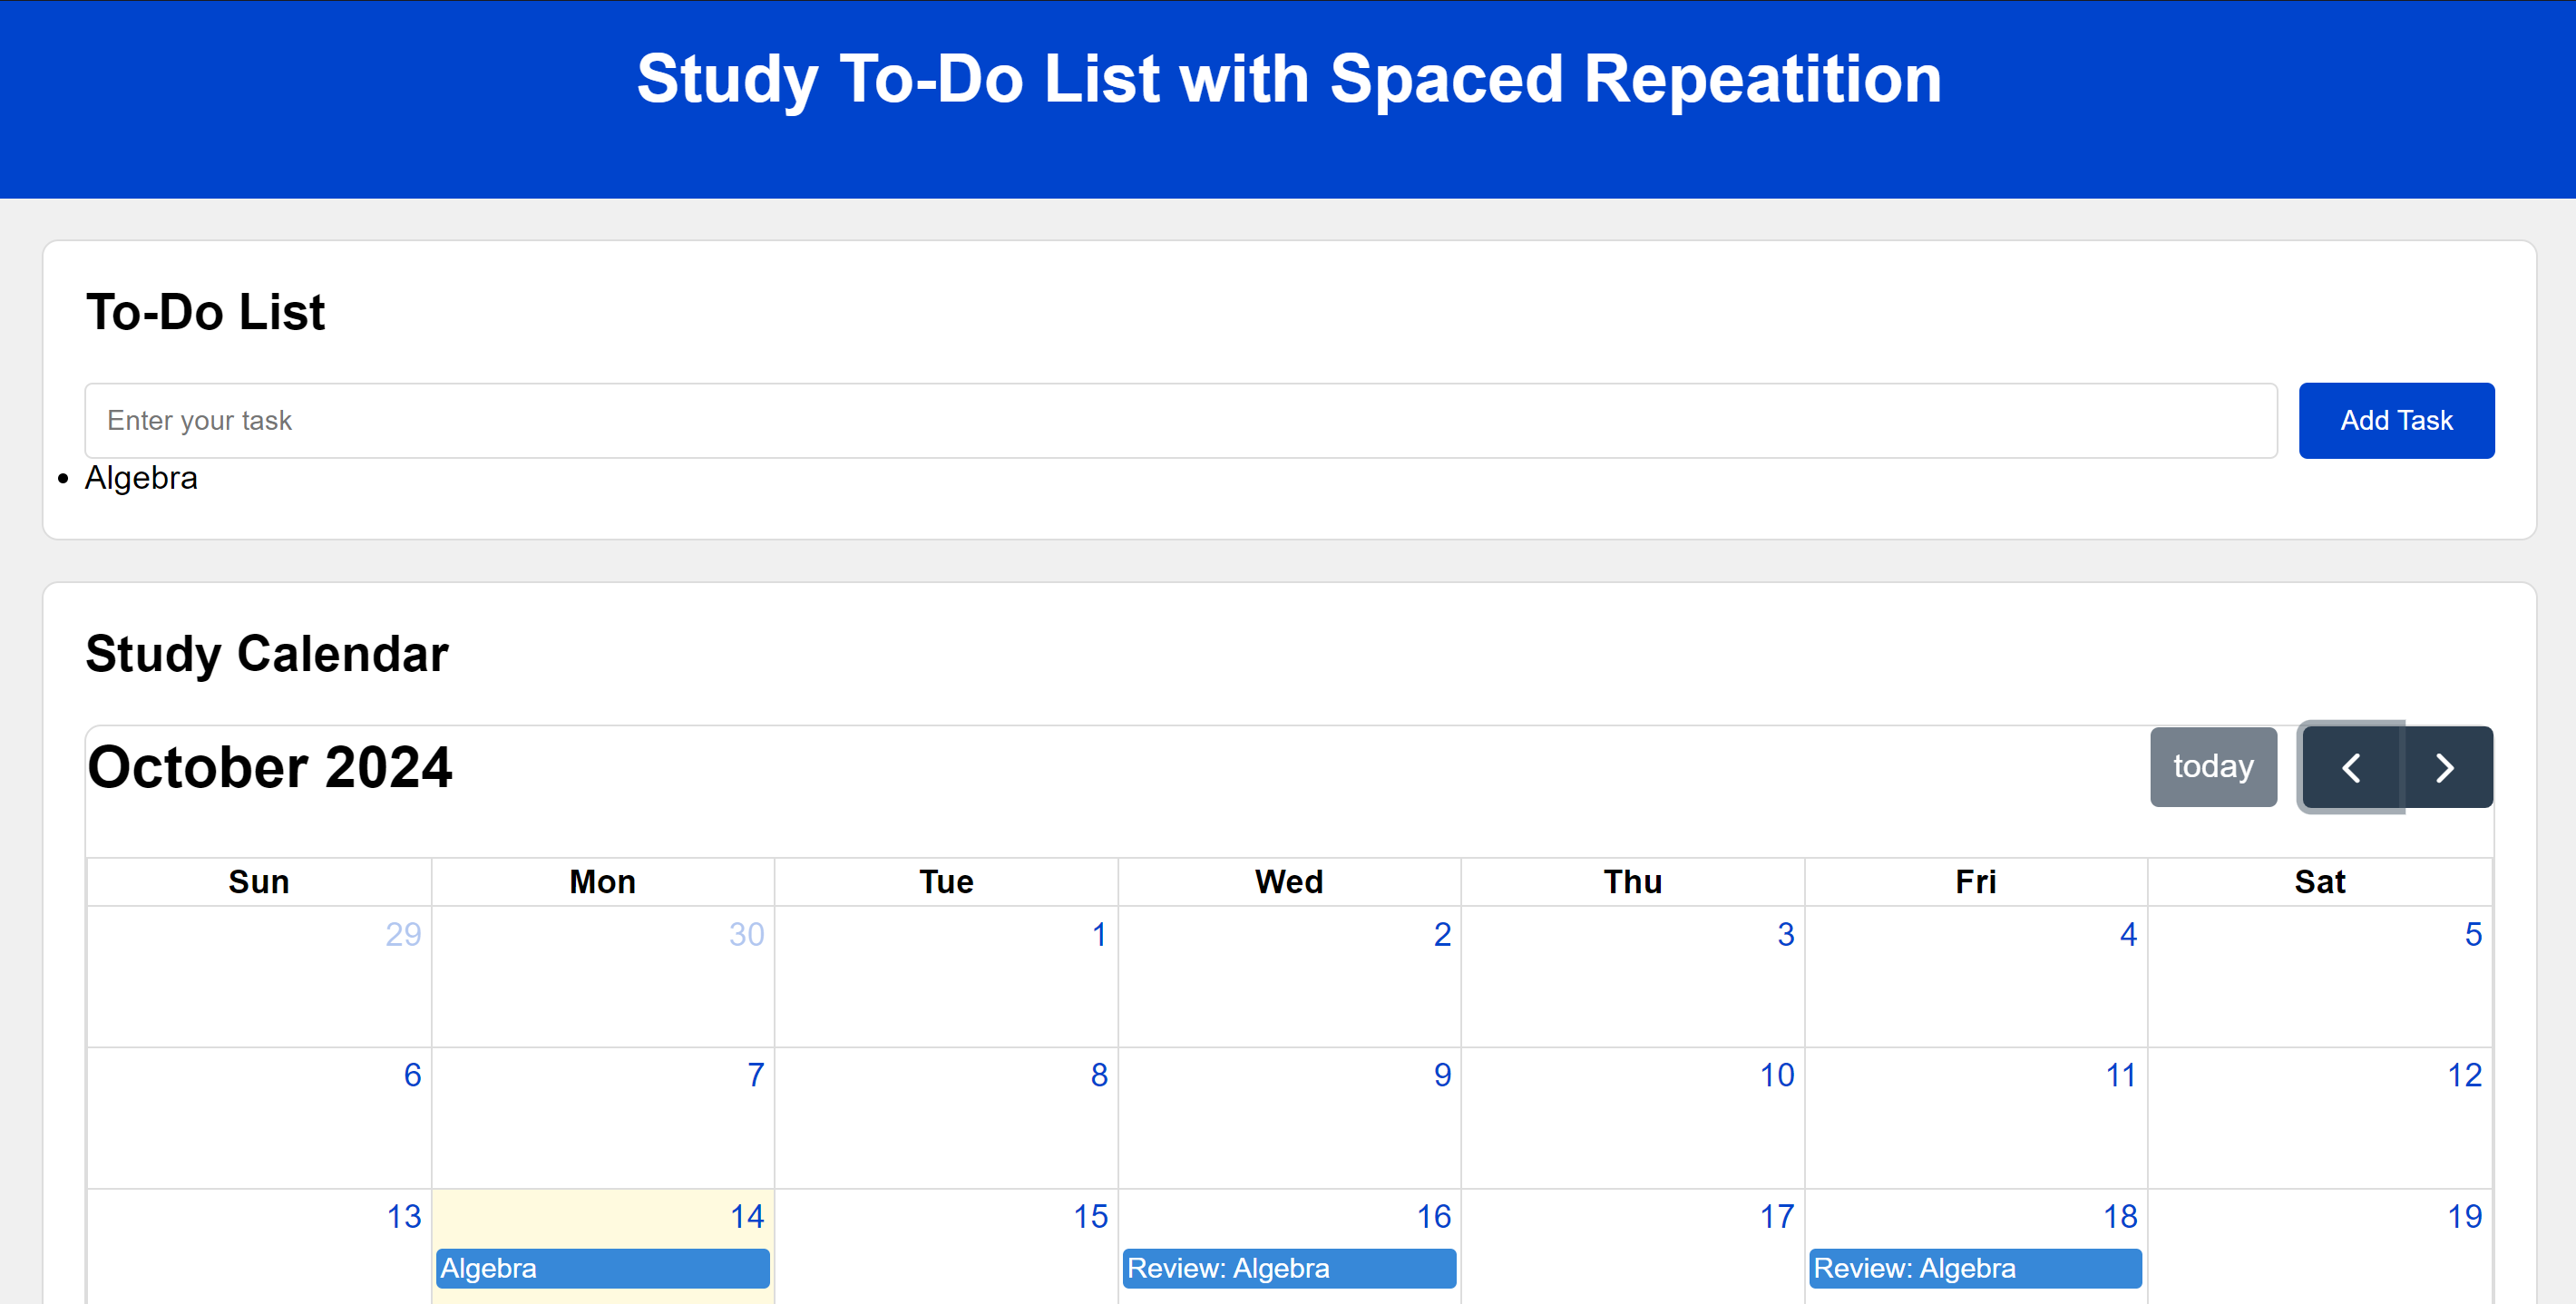 Study To-Do List with Spaced Repeatition
To-Do List
Enter your task
Add Task
• Algebra
Study Calendar
October 2024
today
Sun Mon Tue Wed Thu Fri Sat
29 30 1 2 3 4 5
6 7 8 9 10 11 12
13 14 15 16 17 18 19
Algebra Review: Algebra Review: Algebra